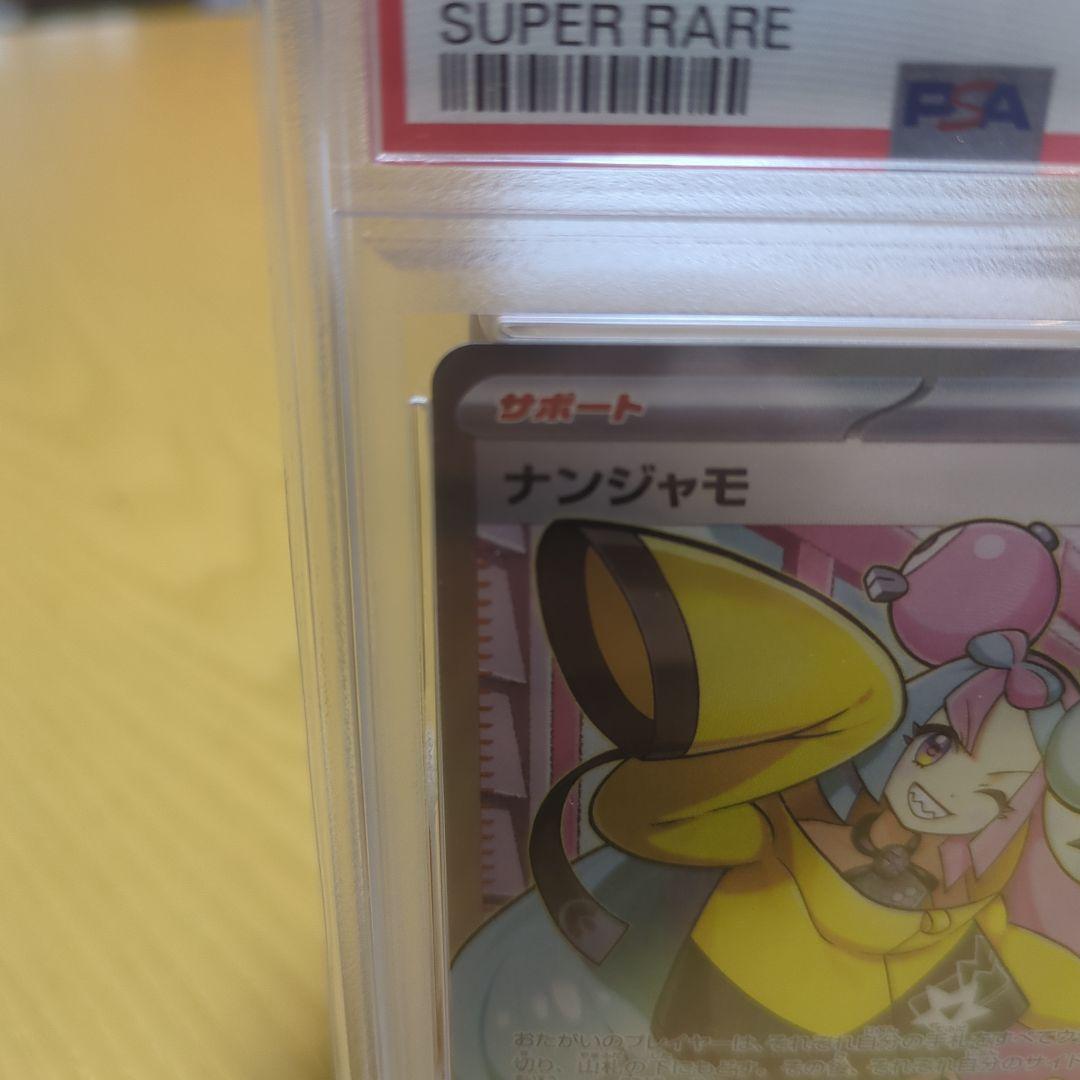 SUPER RARE
PSA
サポート
ナンジャモ
おたがいのプレイヤーは、それぞれ自分の手札をすべてウ
切り、山札の下にもどす。その後、それぞれ自分のサイド